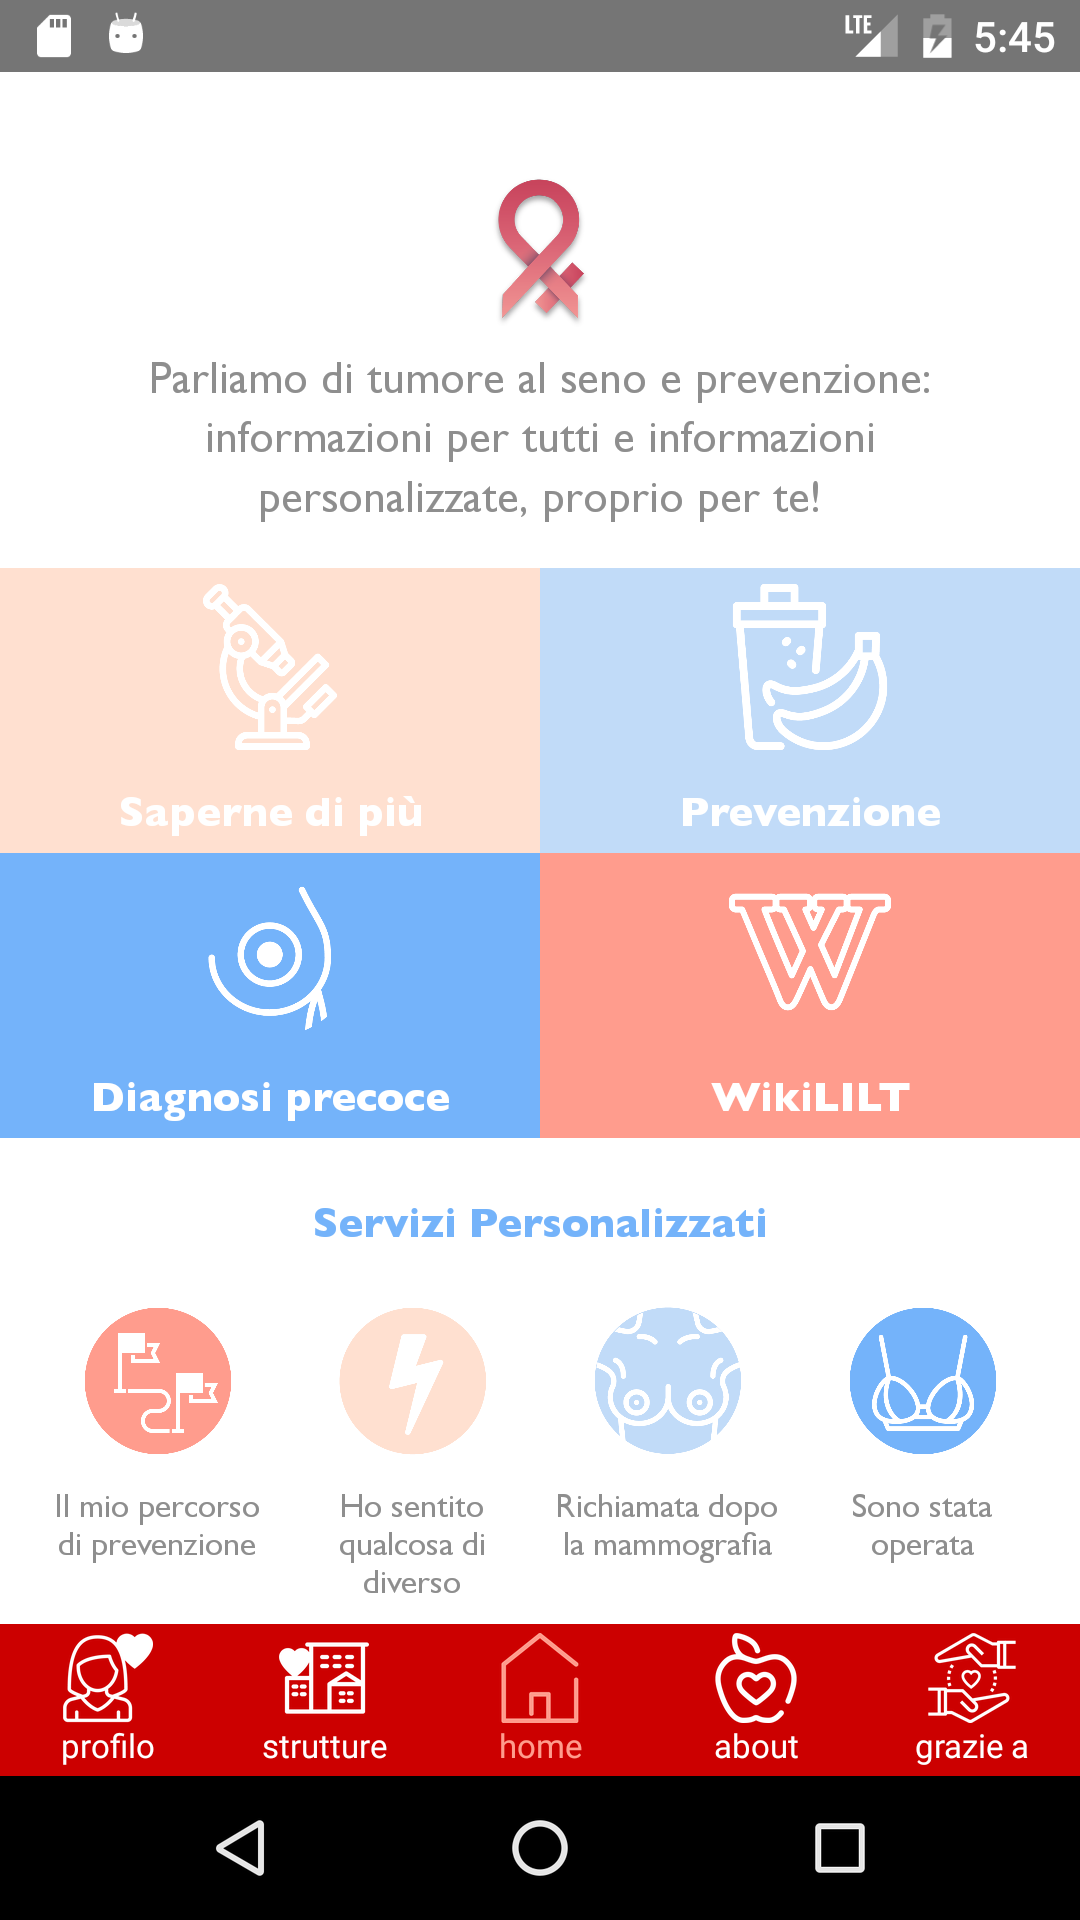 LTE 5:45
Parliamo di tumore al seno e prevenzione:
informazioni per tutti e informazioni
personalizzate, proprio per te!
Saperne di più
Prevenzione
Diagnosi precoce
WikiLILT
Servizi Personalizzati
Il mio percorso
di prevenzione
Ho sentito
qualcosa di
diverso
Richiamata dopo
la mammografia
Sono stata
operata
profilo
strutture
home
about
grazie a